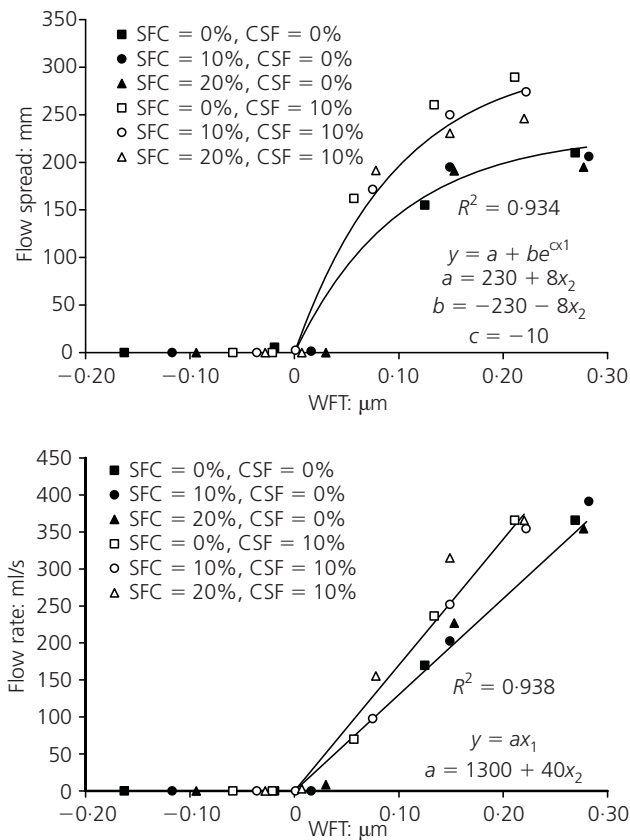 350
300
250
200
150
100
50
0
Flow spread: mm
SFC = 0%, CSF = 0%
SFC = 10%, CSF = 0%
SFC = 20%, CSF = 0%
SFC = 0%, CSF = 10%
SFC = 10%, CSF = 10%
SFC = 20%, CSF = 10%
R² = 0·934
y = a + be^cx1
a = 230 + 8x₂
b = −230 − 8x₂
c = −10
−0·20 −0·10 0 0·10 0·20 0·30
WFT: μm
450
400
350
300
250
200
150
100
50
0
Flow rate: ml/s
SFC = 0%, CSF = 0%
SFC = 10%, CSF = 0%
SFC = 20%, CSF = 0%
SFC = 0%, CSF = 10%
SFC = 10%, CSF = 10%
SFC = 20%, CSF = 10%
R² = 0·938
y = ax₁
a = 1300 + 40x₂
−0·20 −0·10 0 0·10 0·20 0·30
WFT: μm